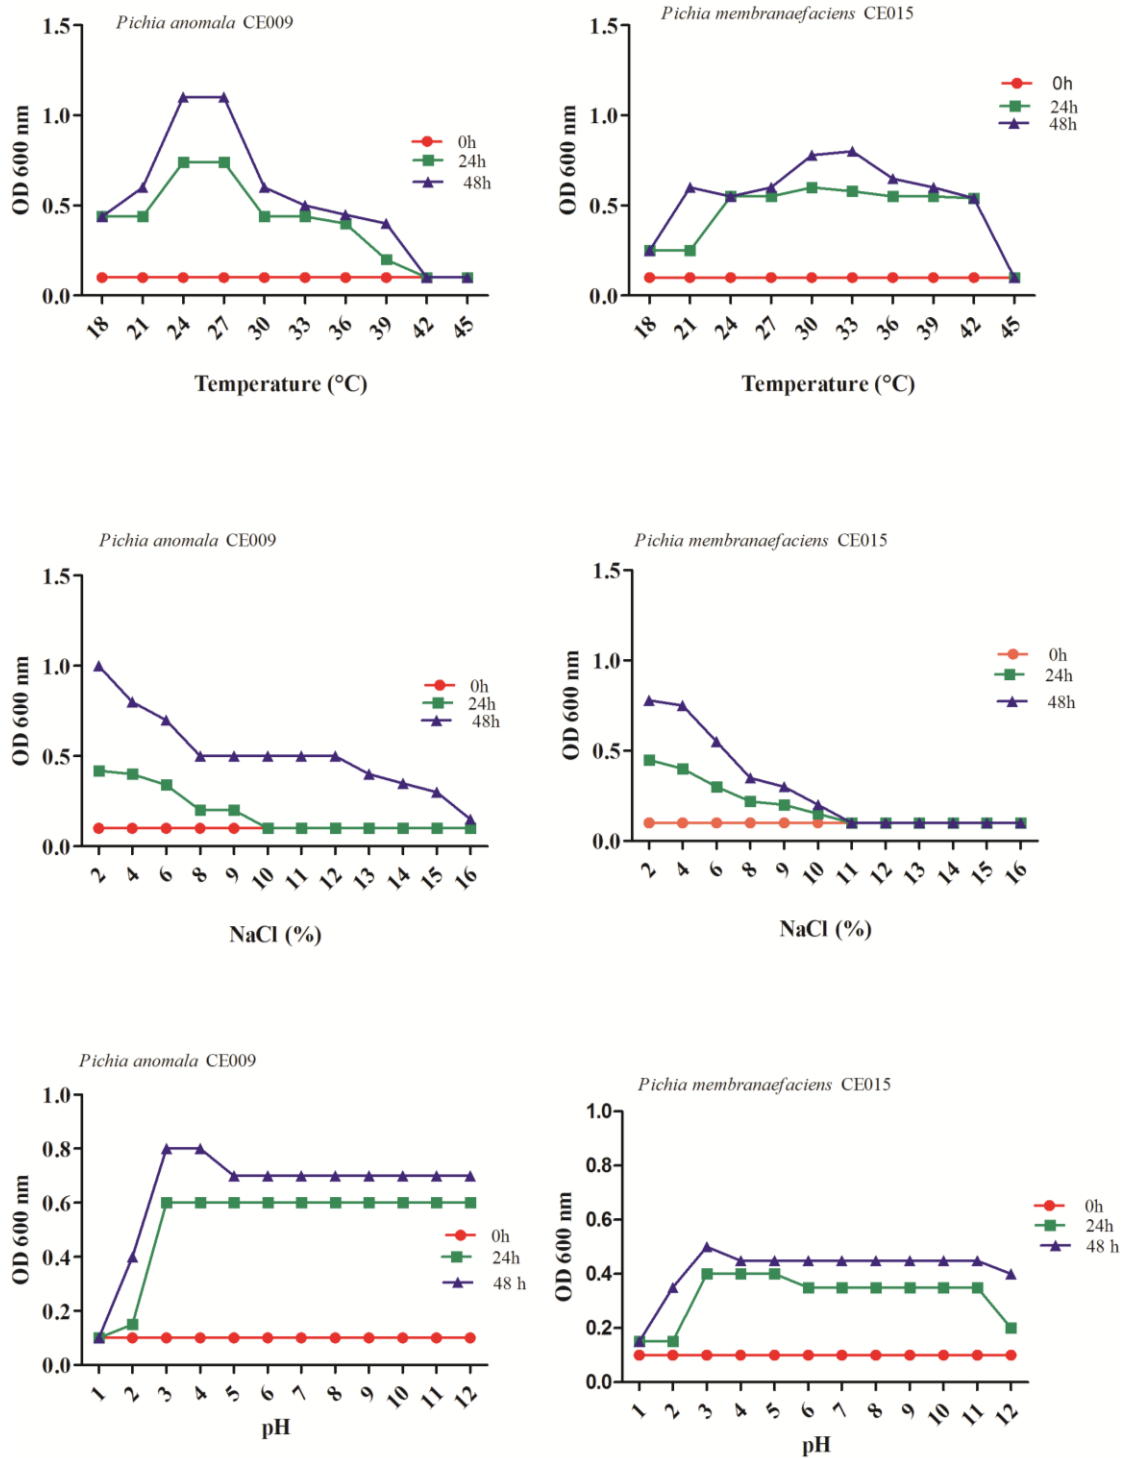 Pichia anomala CE009
1.5
1.0
0.5
0.0
OD 600 nm
0h
24h
48h
18 21 24 27 30 33 36 39 42 45
Temperature (°C)
Pichia membranaefaciens CE015
1.5
1.0
0.5
0.0
OD 600 nm
0h
24h
48h
18 21 24 27 30 33 36 39 42 45
Temperature (°C)
Pichia anomala CE009
1.5
1.0
0.5
0.0
OD 600 nm
0h
24h
48h
2 4 6 8 9 10 11 12 13 14 15 16
NaCl (%)
Pichia membranaefaciens CE015
1.5
1.0
0.5
0.0
OD 600 nm
0h
24h
48h
2 4 6 8 9 10 11 12 13 14 15 16
NaCl (%)
Pichia anomala CE009
1.0
0.8
0.6
0.4
0.2
0.0
OD 600 nm
0h
24h
48 h
1 2 3 4 5 6 7 8 9 10 11 12
pH
Pichia membranaefaciens CE015
1.0
0.8
0.6
0.4
0.2
0.0
OD 600 nm
0h
24h
48 h
1 2 3 4 5 6 7 8 9 10 11 12
pH